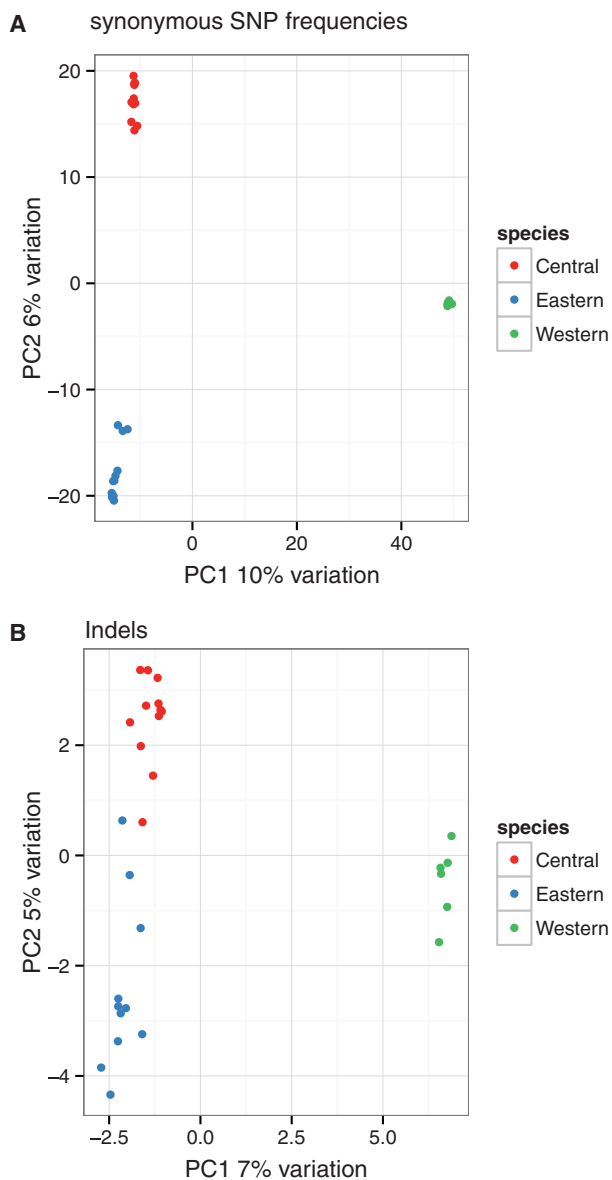 A
synonymous SNP frequencies
20
10
0
−10
−20
PC2 6% variation
0
20
40
PC1 10% variation
species
Central
Eastern
Western
B
Indels
2
0
−2
−4
PC2 5% variation
−2.5
0.0
2.5
5.0
PC1 7% variation
species
Central
Eastern
Western